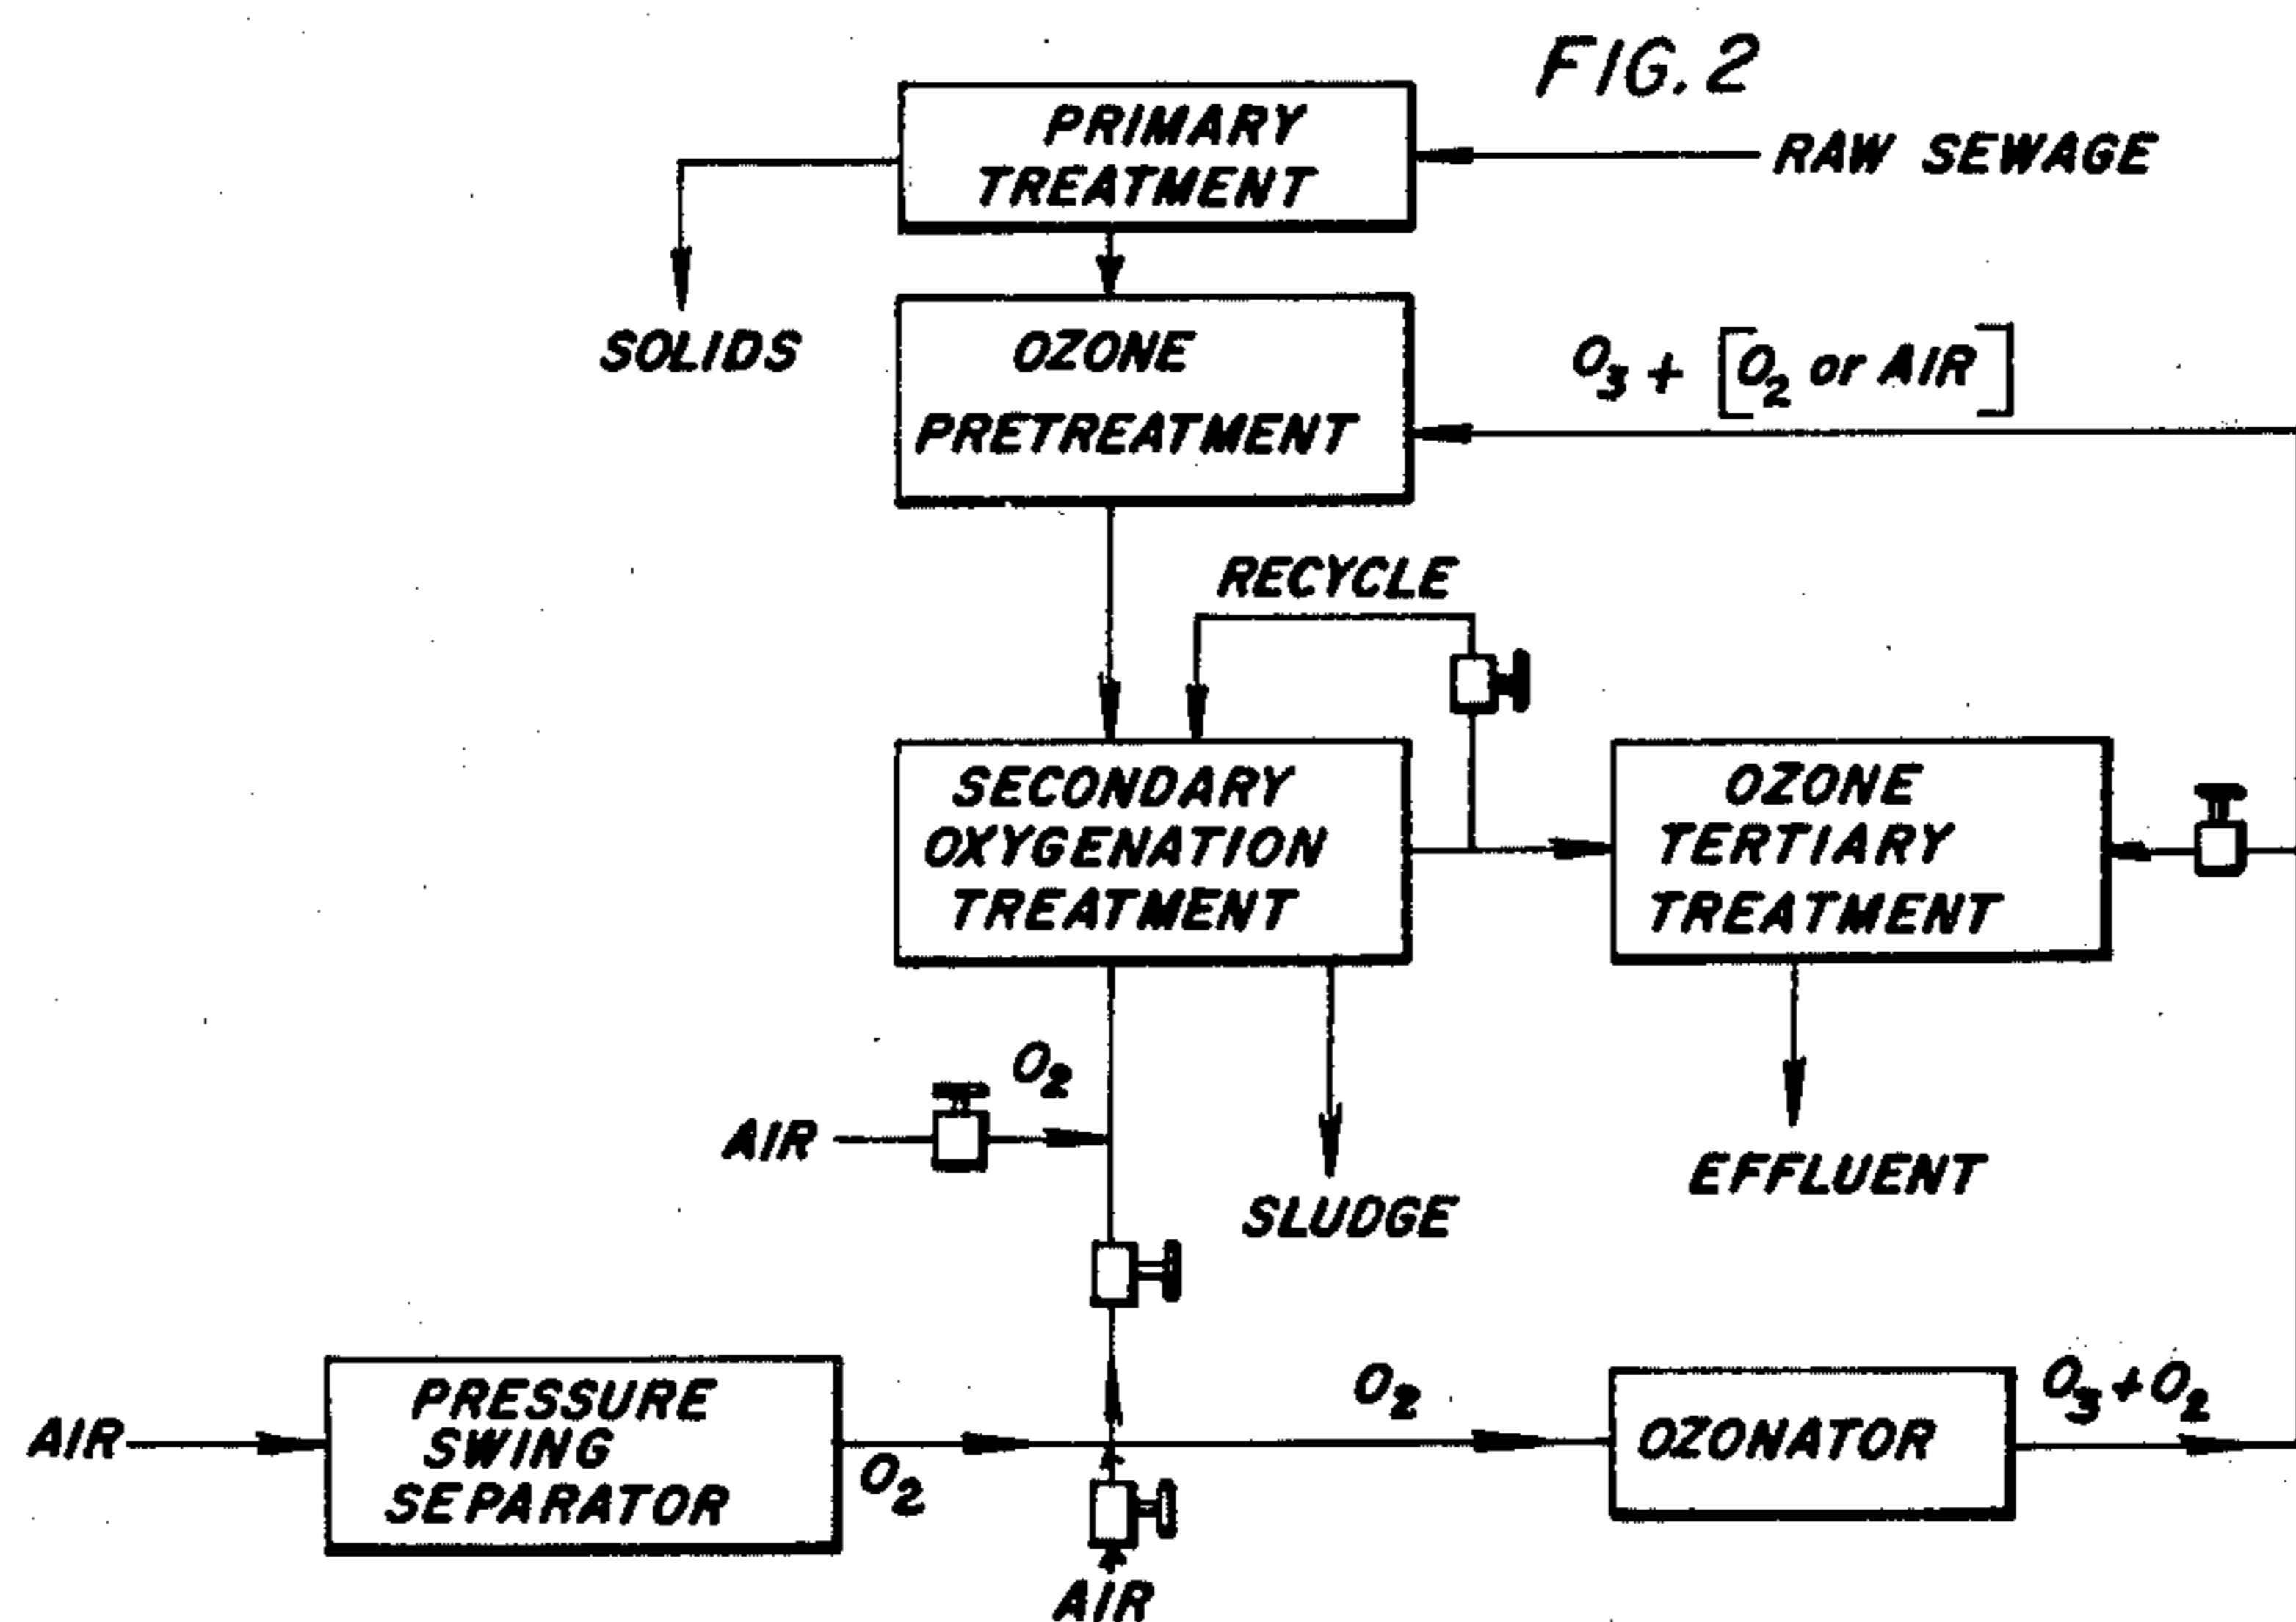 FIG. 2
PRIMARY
TREATMENT
RAW SEWAGE
SOLIDS
OZONE
PRETREATMENT
O₃ + [O₂ or AIR]
RECYCLE
SECONDARY
OXYGENATION
TREATMENT
OZONE
TERTIARY
TREATMENT
O₂
AIR
SLUDGE
EFFLUENT
AIR
PRESSURE
SWING
SEPARATOR
O₂
O₂
OZONATOR
O₃+O₂
AIR